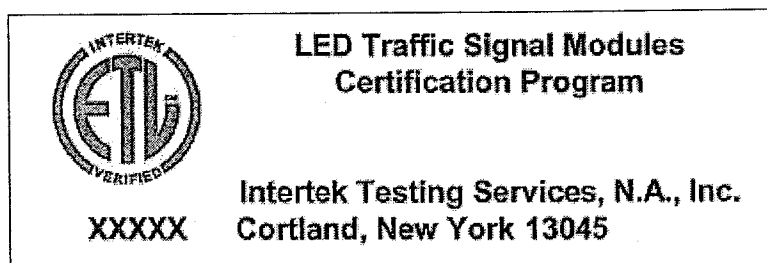 INTERTEK
ETL
VERIFIED
XXXXX
LED Traffic Signal Modules
Certification Program
Intertek Testing Services, N.A., Inc.
Cortland, New York 13045